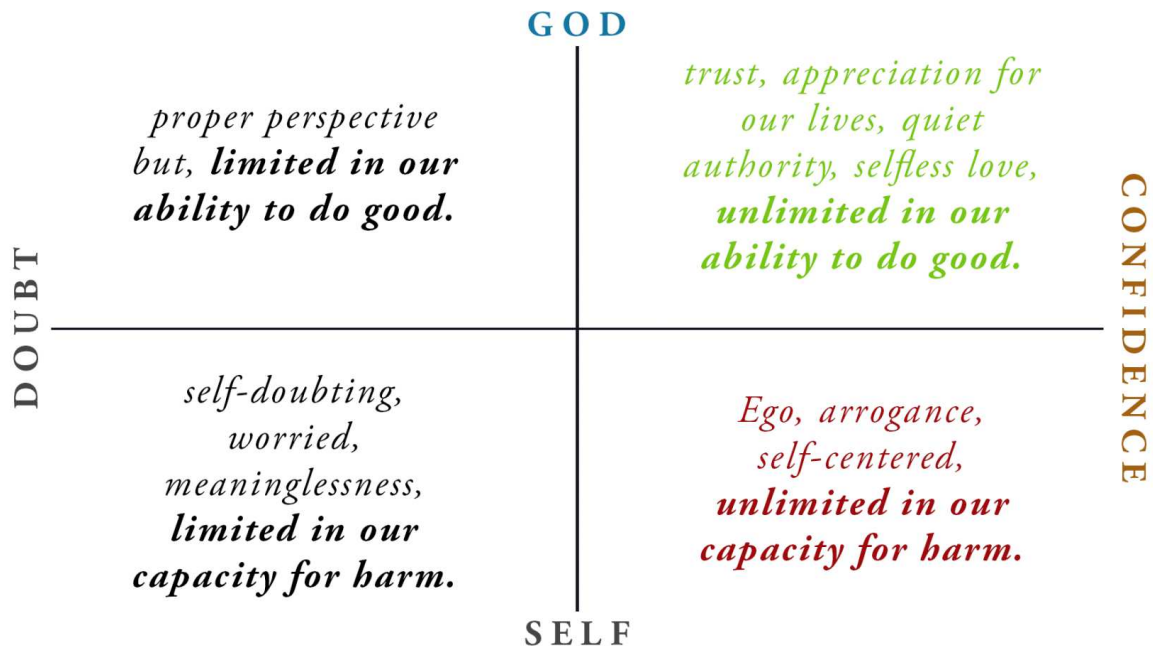 GOD
proper perspective
but, limited in our
ability to do good.
trust, appreciation for
our lives, quiet
authority, selfless love,
unlimited in our
ability to do good.
DOUBT
CONFIDENCE
self-doubting,
worried,
meaninglessness,
limited in our
capacity for harm.
Ego, arrogance,
self-centered,
unlimited in our
capacity for harm.
SELF